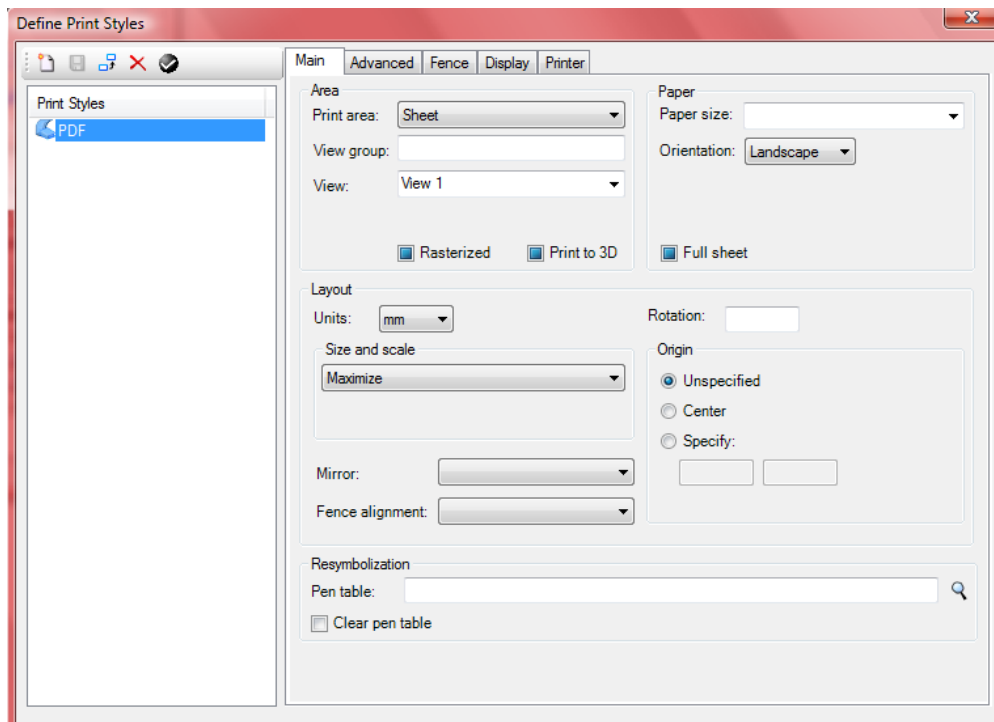 Define Print Styles
Main Advanced Fence Display Printer
Print Styles
PDF
Area
Print area: Sheet
View group:
View: View 1
Rasterized Print to 3D
Paper
Paper size:
Orientation: Landscape
Full sheet
Layout
Units: mm
Rotation:
Size and scale
Maximize
Origin
Unspecified
Center
Specify:
Mirror:
Fence alignment:
Resymbolization
Pen table:
Clear pen table